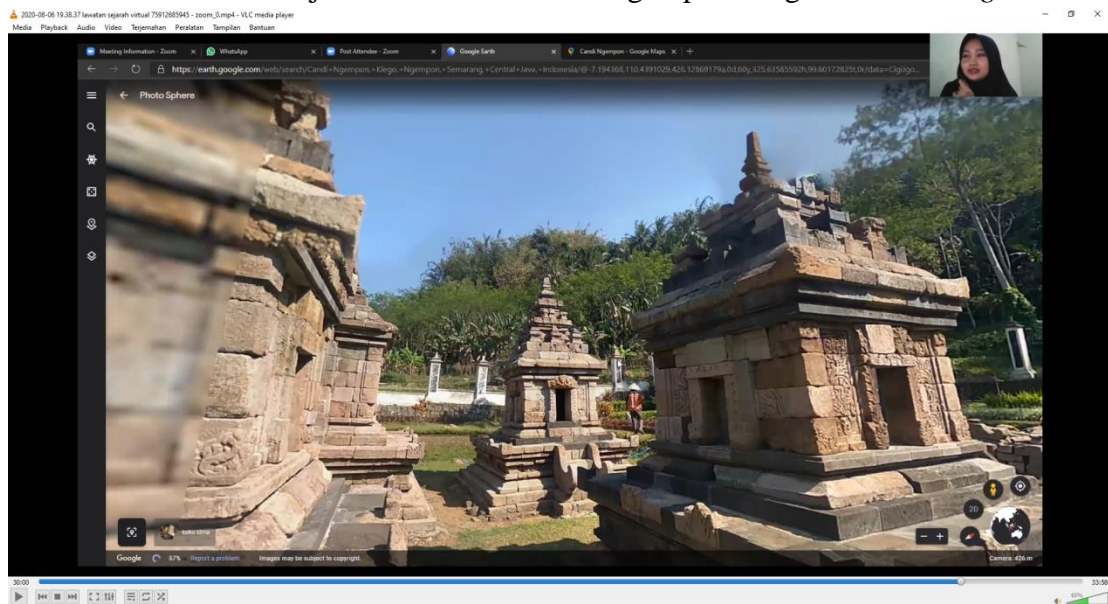 2020-08-06 19.38.37 lawatan sejarah virtual 75912685945 - zoom_0.mp4 - VLC media player
Media Playback Audio Video Terjemahan Peralatan Tampilan Bantuan
Meeting Information - Zoom
WhatsApp
Post Attendee - Zoom
Google Earth
Candi Ngempon - Google Maps
https://earth.google.com/web/search/Candi+Ngempon,+Klego,+Ngempon,+Semarang,+Central+Java,+Indonesia/@-7.194368,110.4391029,426.12869179a,0d,60y,325.63585592h,99.60172825t,0r/data=
Photo Sphere
2D
Google 57% Report a problem Images may be subject to copyright. Camera: 426 m
30:00 33:58